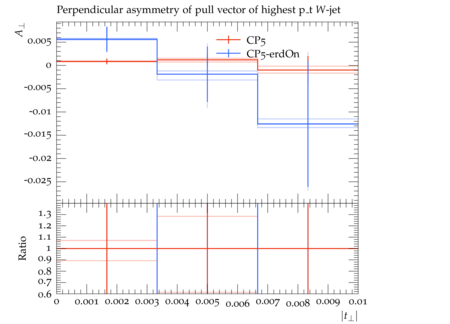 Perpendicular asymmetry of pull vector of highest p_t W-jet
A⊥
CP5
CP5-erdOn
0.005
0
-0.005
-0.01
-0.015
-0.02
-0.025
Ratio
1.3
1.2
1.1
1
0.9
0.8
0.7
0.6
0 0.001 0.002 0.003 0.004 0.005 0.006 0.007 0.008 0.009 0.01
|t⊥|